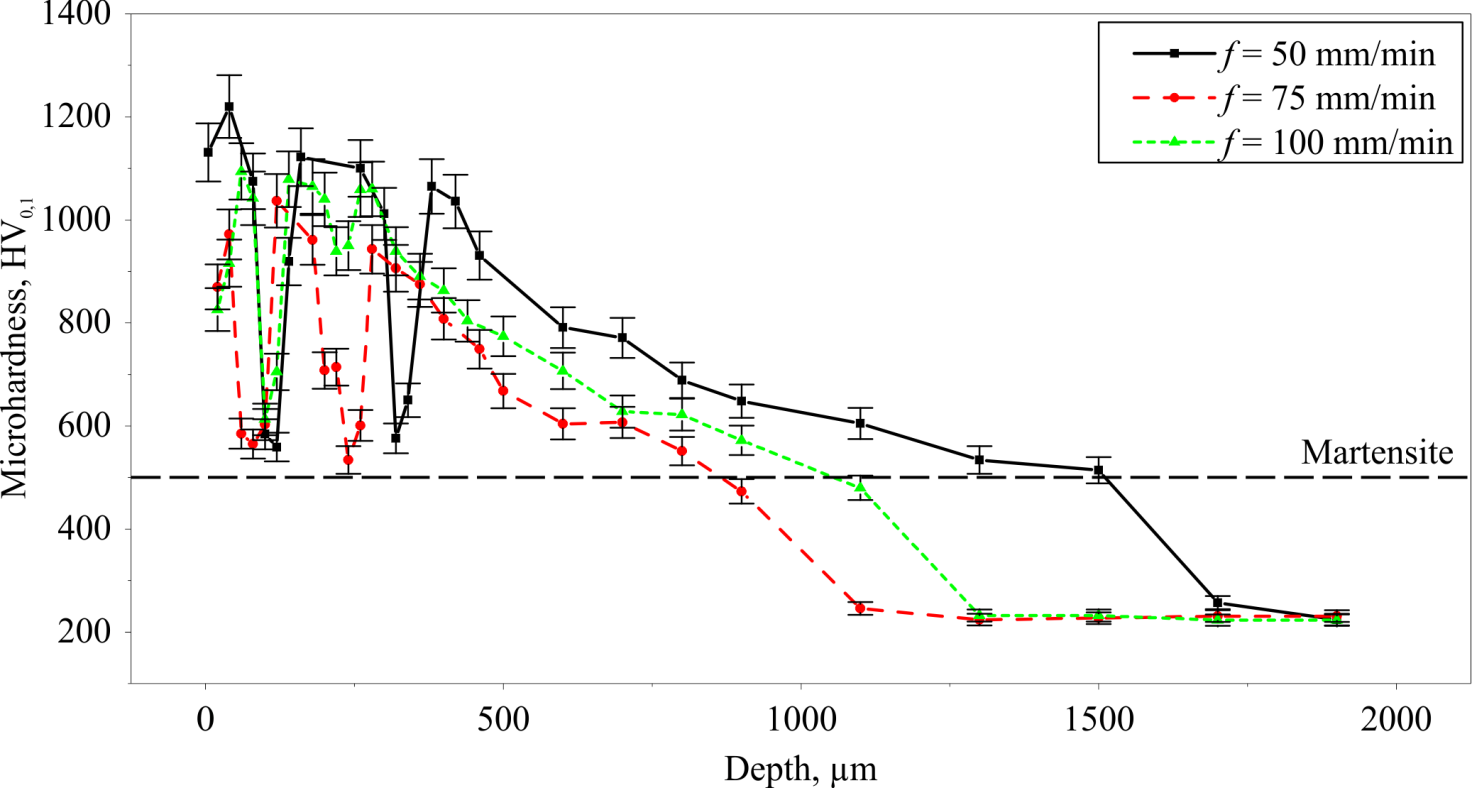 1400
1200
1000
800
600
400
200
Microhardness, HV0,1
f = 50 mm/min
f = 75 mm/min
f = 100 mm/min
Martensite
0
500
1000
1500
2000
Depth, µm